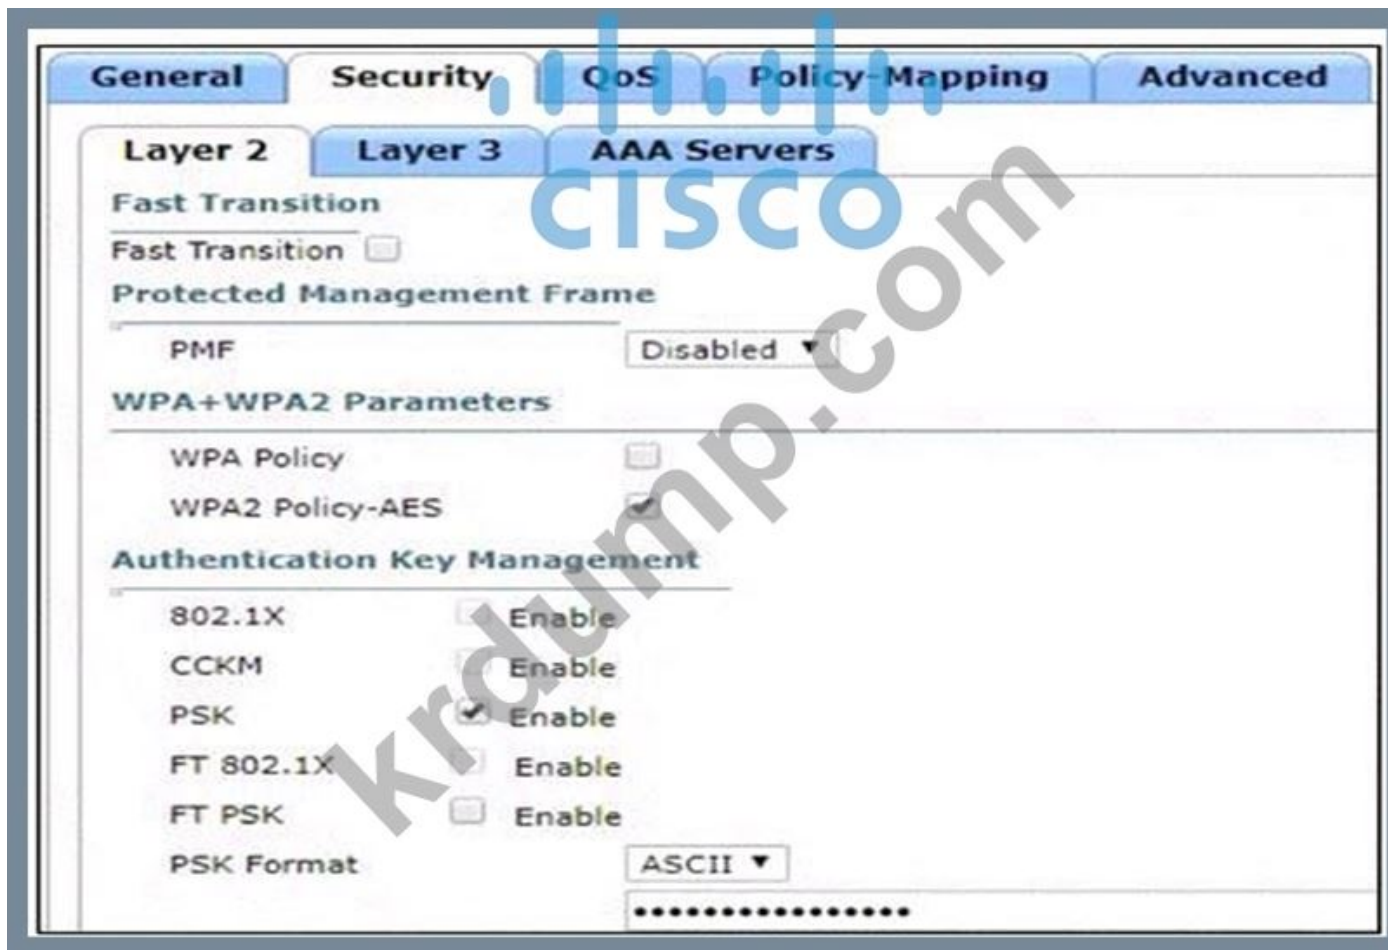 General Security QoS Policy-Mapping Advanced
Layer 2 Layer 3 AAA Servers
CISCO
Fast Transition
Fast Transition
Protected Management Frame
PMF Disabled
WPA+WPA2 Parameters
WPA Policy
WPA2 Policy-AES
Authentication Key Management
802.1X Enable
CCKM Enable
PSK Enable
FT 802.1X Enable
FT PSK Enable
PSK Format ASCII
••••••••••••••••
krdump.com